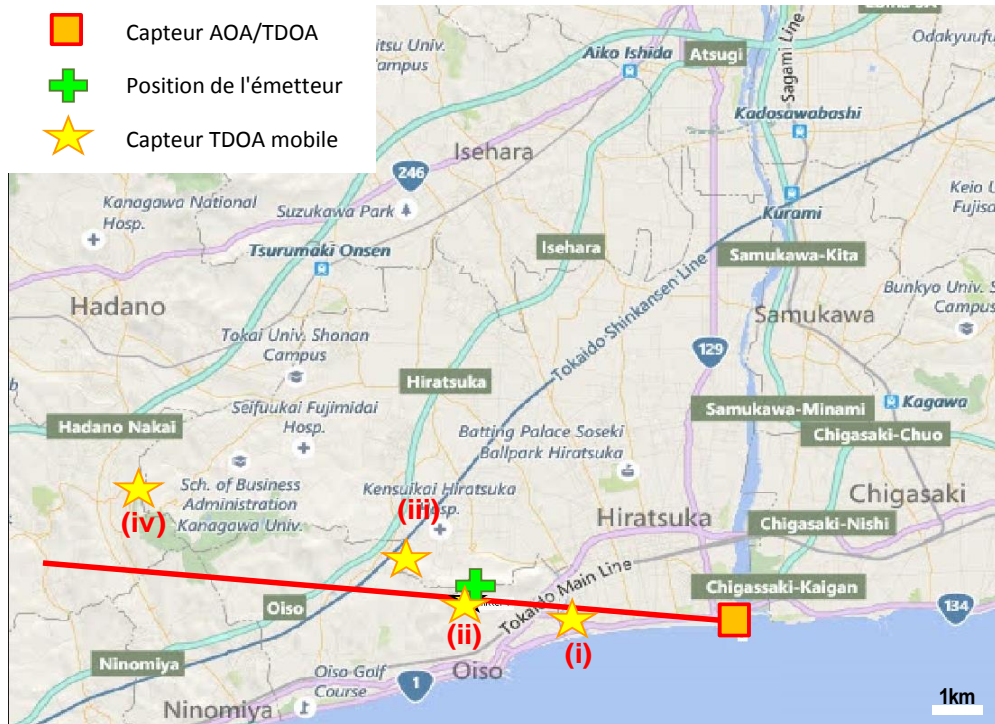 Capteur AOA/TDOA
Position de l'émetteur
Capteur TDOA mobile
itsu Univ.
Campus
Aiko Ishida
Atsugi
Odakyuufu
Sagami Line
Kadosawabashi
Isehara
246
Kanagawa National
Hosp.
Suzukawa Park
Keio U
Fujisa
Kurami
Tsurumaki Onsen
Isehara
Samukawa-Kita
Tokaido Shinkansen Line
Bunkyo Univ. S
Campus
Hadano
Samukawa
Tokai Univ. Shonan
Campus
129
Hiratsuka
Kagawa
Samukawa-Minami
Seifuukai Fujimidai
Hosp.
Hadano Nakai
Batting Palace Soseki
Ballpark Hiratsuka
Chigasaki-Chuo
Sch. of Business
Administration
Kanagawa Univ.
Kensuikai Hiratsuka
Hosp.
Chigasaki
(iv)
(iii)
Hiratsuka
Chigasaki-Nishi
Tokaido Main Line
Chigassaki-Kaigan
Oiso
134
(ii)
(i)
Ninomiya
Oiso
Oiso Golf
Course
1
Ninomiya
1km